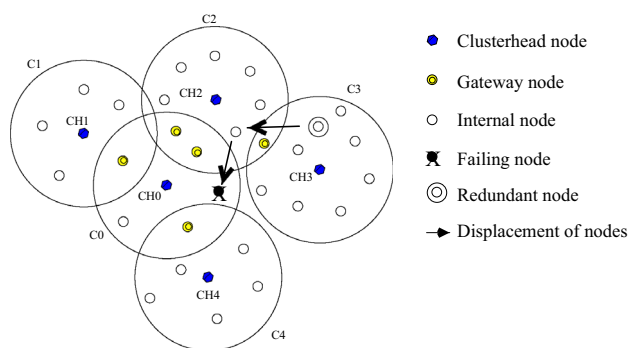 C2
C1
C3
CH2
CH1
CH3
CH0
X
C0
CH4
C4
Clusterhead node
Gateway node
Internal node
Failing node
Redundant node
Displacement of nodes